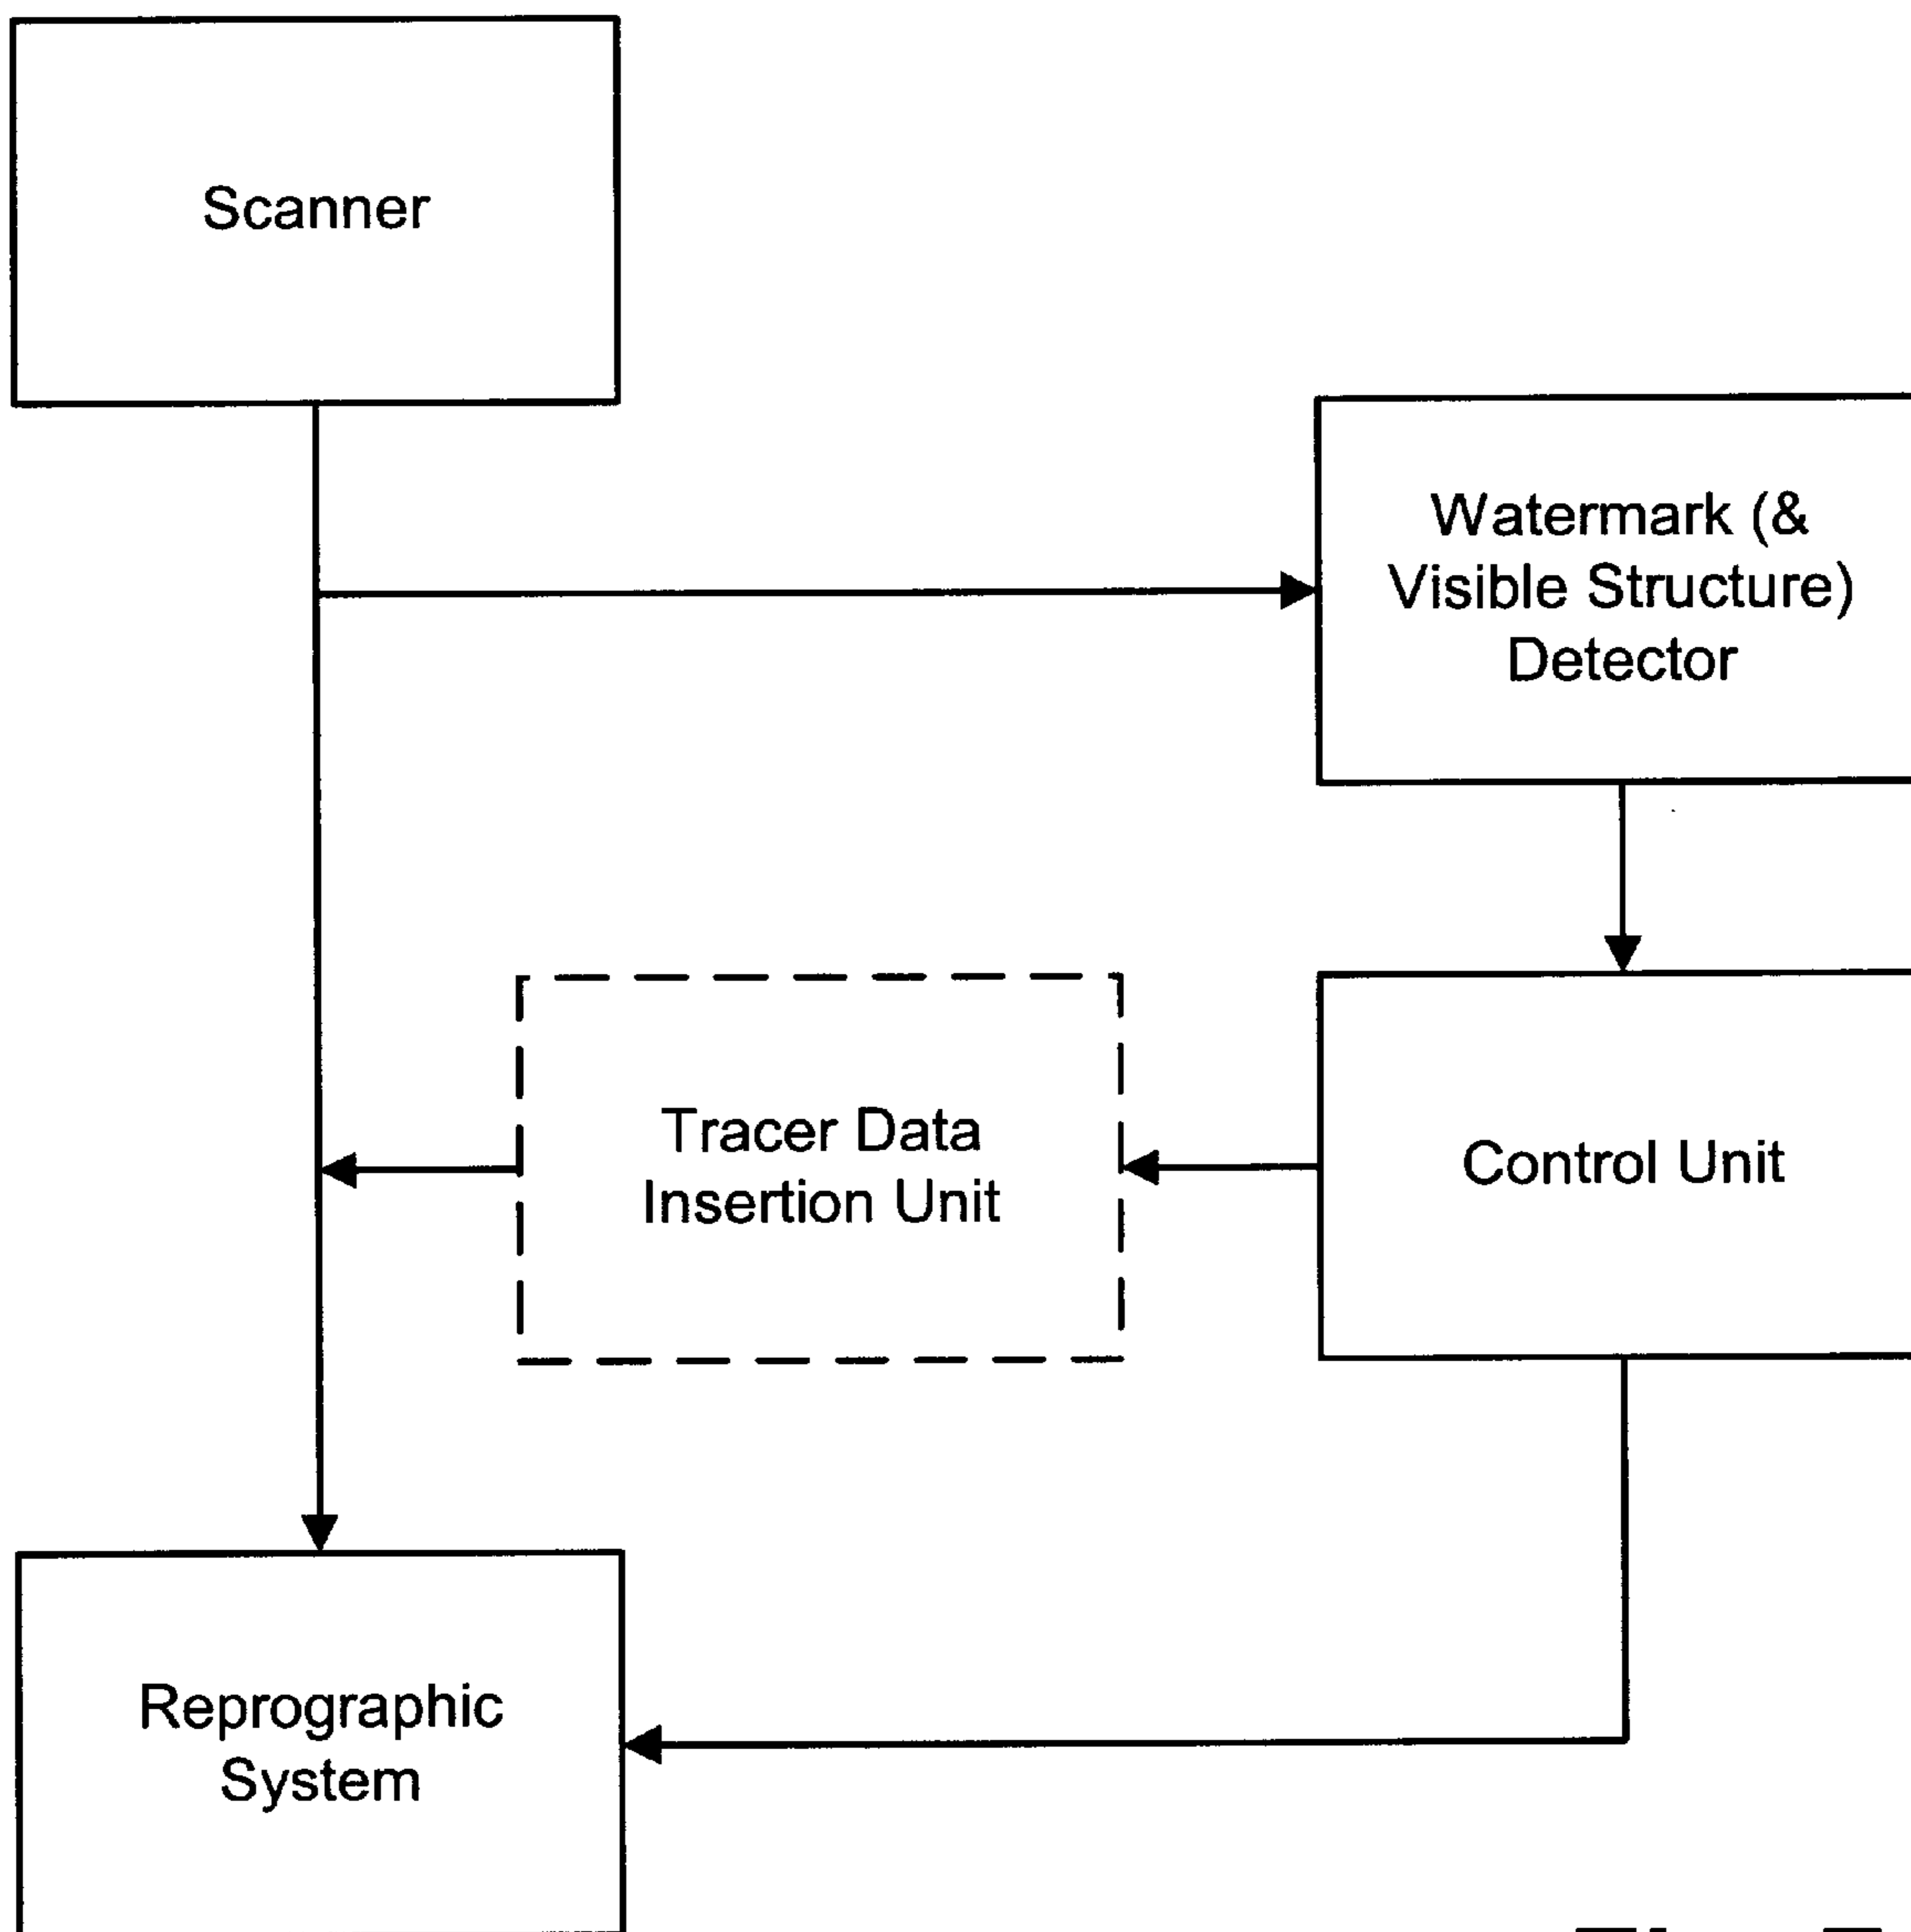 Scanner
Watermark (&
Visible Structure)
Detector
Tracer Data
Insertion Unit
Control Unit
Reprographic
System